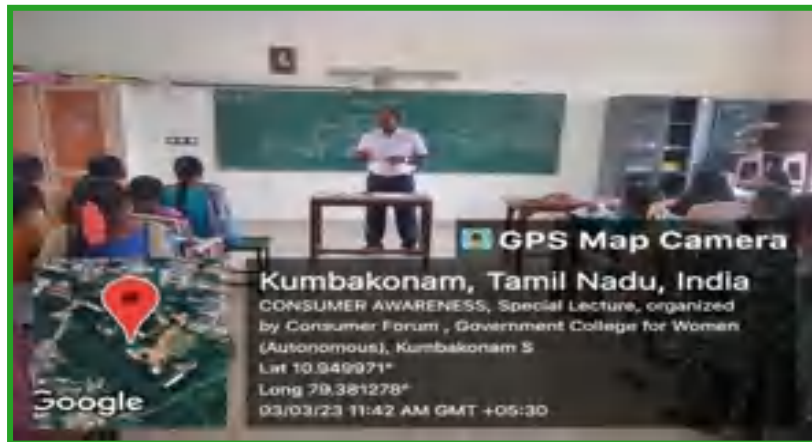 GPS Map Camera
Kumbakonam, Tamil Nadu, India
CONSUMER AWARENESS, Special Lecture, organized
by Consumer Forum , Government College for Women
(Autonomous), Kumbakonam S
Lat 10.949971°
Long 79.381278°
03/03/23 11:42 AM GMT +05:30
Google